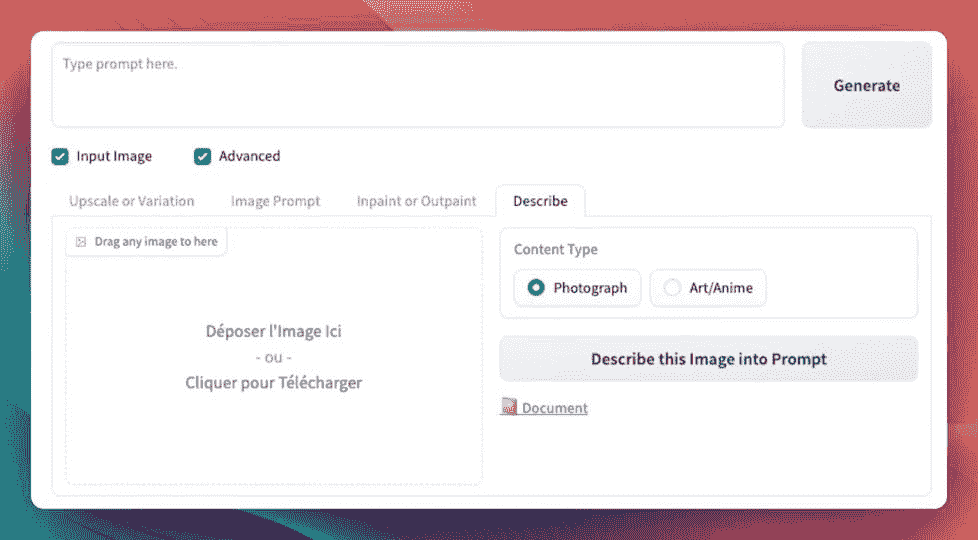 Type prompt here.
Generate
Input Image
Advanced
Upscale or Variation
Image Prompt
Inpaint or Outpaint
Describe
Drag any image to here
Déposer l'Image Ici
- ou -
Cliquer pour Télécharger
Content Type
Photograph
Art/Anime
Describe this Image into Prompt
Document